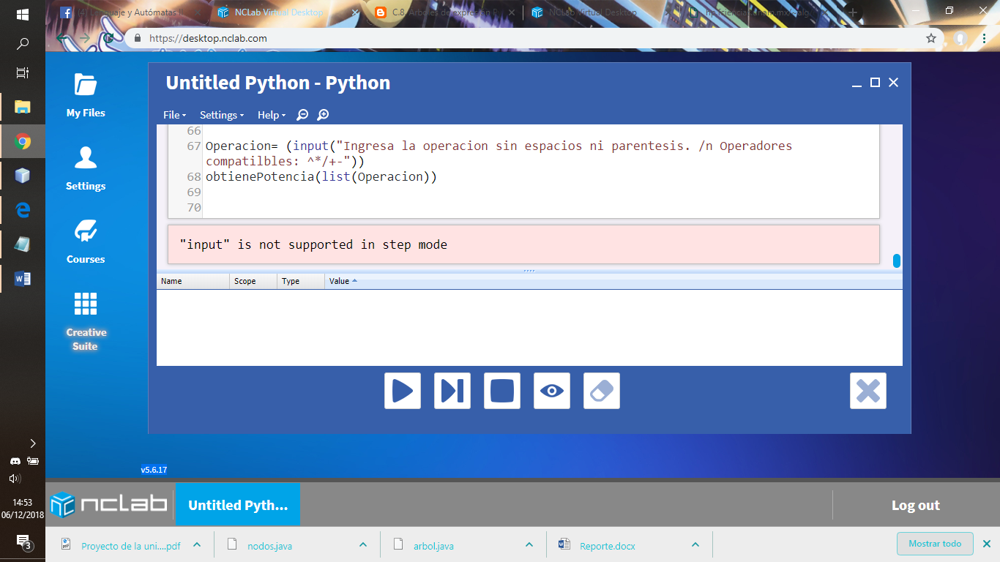 Lenguaje y Autómatas
NCLab Virtual Desktop
C.8. Arboles de expresion
NCLab Virtual Desktop
https://desktop.nclab.com
Untitled Python - Python
File
Settings
Help
My Files
Settings
Courses
Creative
Suite
66
67 Operacion= (input("Ingresa la operacion sin espacios ni parentesis. /n Operadores
compatilbles: ^*/+-"))
68 obtienePotencia(list(Operacion))
69
70
"input" is not supported in step mode
Name Scope Type Value
v5.6.17
14:53
06/12/2018
3
nclab
Untitled Pyth...
Log out
Proyecto de la uni....pdf
nodos.java
arbol.java
Reporte.docx
Mostrar todo